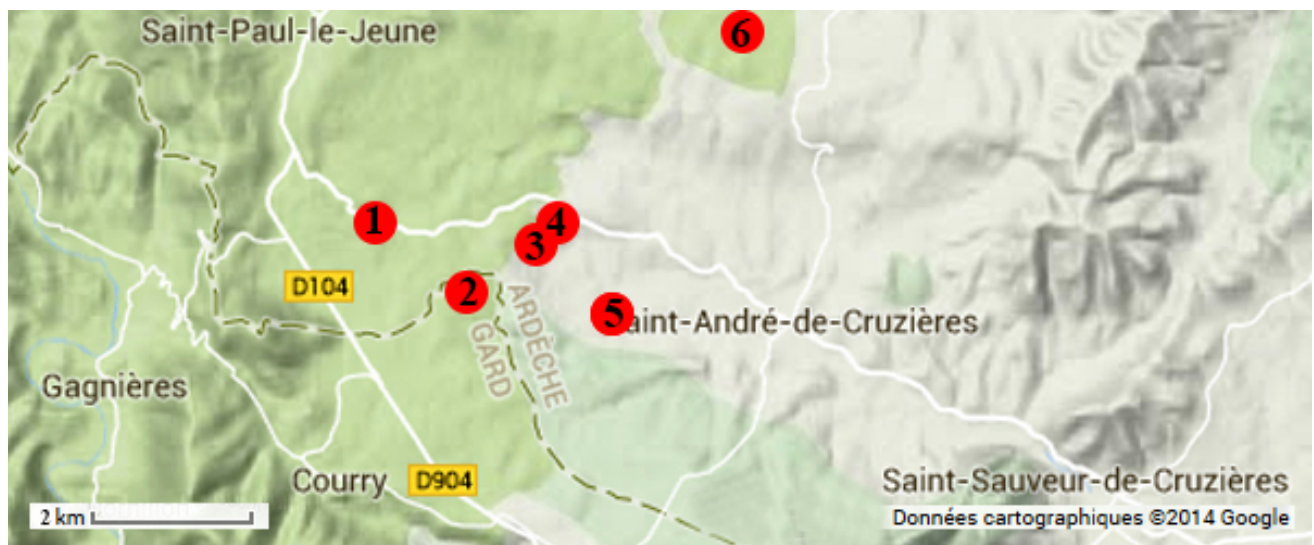 Saint-Paul-le-Jeune
6
1
4
3
D104
2
ARDÈCHE
GARD
5
aint-André-de-Cruzières
Gagnières
Courry
D904
Saint-Sauveur-de-Cruzières
2 km
Données cartographiques ©2014 Google